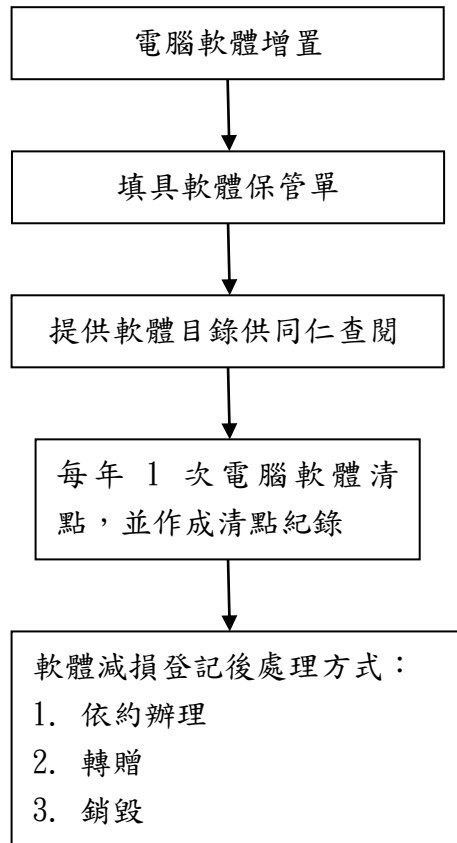 電腦軟體增置
填具軟體保管單
提供軟體目錄供同仁查閱
每年 1 次電腦軟體清
點，並作成清點紀錄
軟體減損登記後處理方式：
1. 依約辦理
2. 轉贈
3. 銷毀